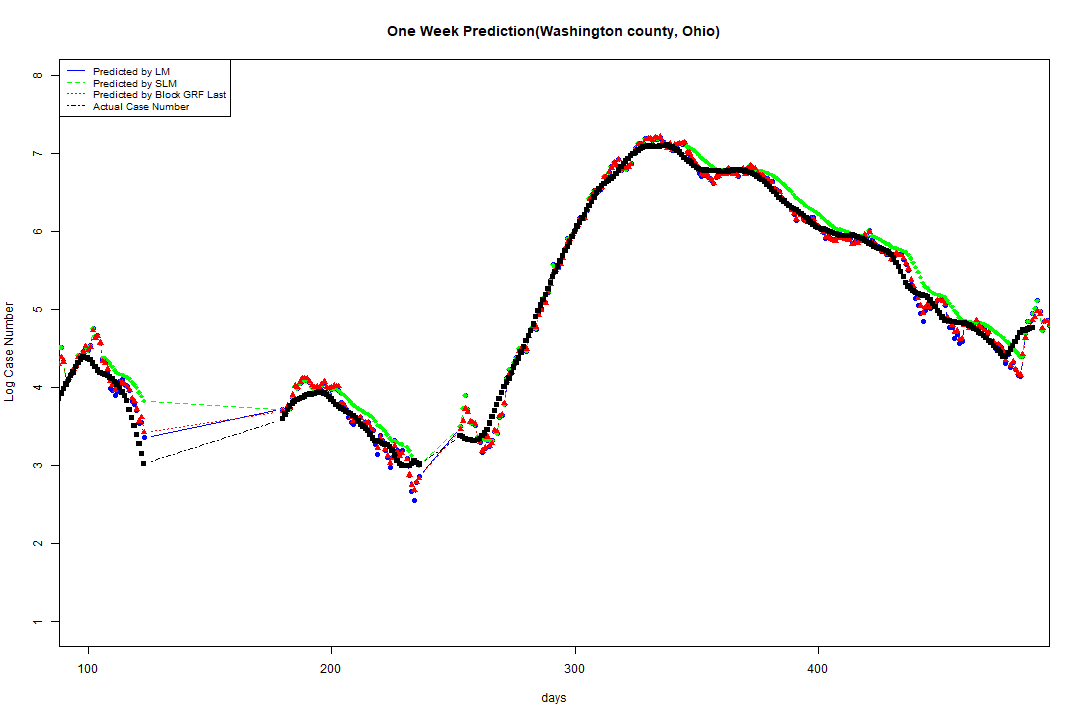 One Week Prediction(Washington county, Ohio)
Predicted by LM
Predicted by SLM
Predicted by Block GRF Last
Actual Case Number
Log Case Number
8
7
6
5
4
3
2
1
100 200 300 400
days